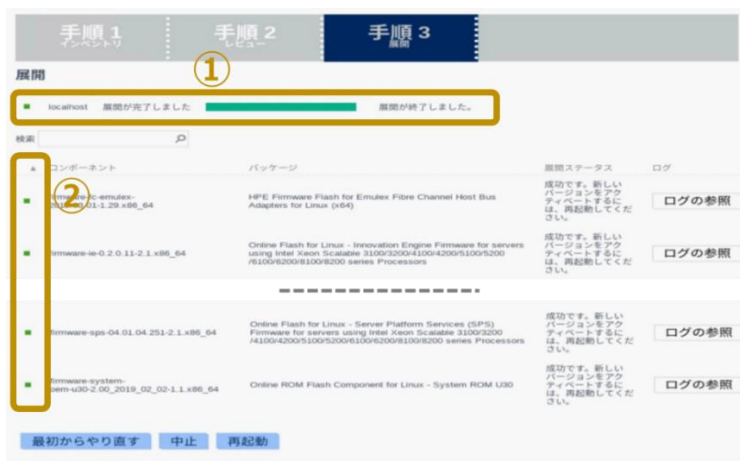 手順 1
インベントリ
手順 2
レビュー
手順 3
展開
①
展開
localhost 展開が完了しました 展開が終了しました。
検索
②
コンポーネント パッケージ 展開ステータス ログ
HPE Firmware Flash for Emulex Fibre Channel Host Bus
Adapters for Linux (x64)
成功です。新しい
バージョンをアク
ティベートするに
は、再起動してくだ
さい。
ログの参照
firmware-ie-0.2.0.11-2.1.x86_64
Online Flash for Linux - Innovation Engine Firmware for servers
using Intel Xeon Scalable 3100/3200/4100/4200/5100/5200
/6100/6200/8100/8200 series Processors
成功です。新しい
バージョンをアク
ティベートするに
は、再起動してくだ
さい。
ログの参照
firmware-sps-04.01.04.251-2.1.x86_64
Online Flash for Linux - Server Platform Services (SPS)
Firmware for servers using Intel Xeon Scalable 3100/3200
/4100/4200/5100/5200/6100/6200/8100/8200 series Processors
成功です。新しい
バージョンをアク
ティベートするに
は、再起動してくだ
さい。
ログの参照
firmware-system-
Online ROM Flash Component for Linux - System ROM U30
成功です。新しい
バージョンをアク
ティベートするに
は、再起動してくだ
さい。
ログの参照
最初からやり直す 中止 再起動